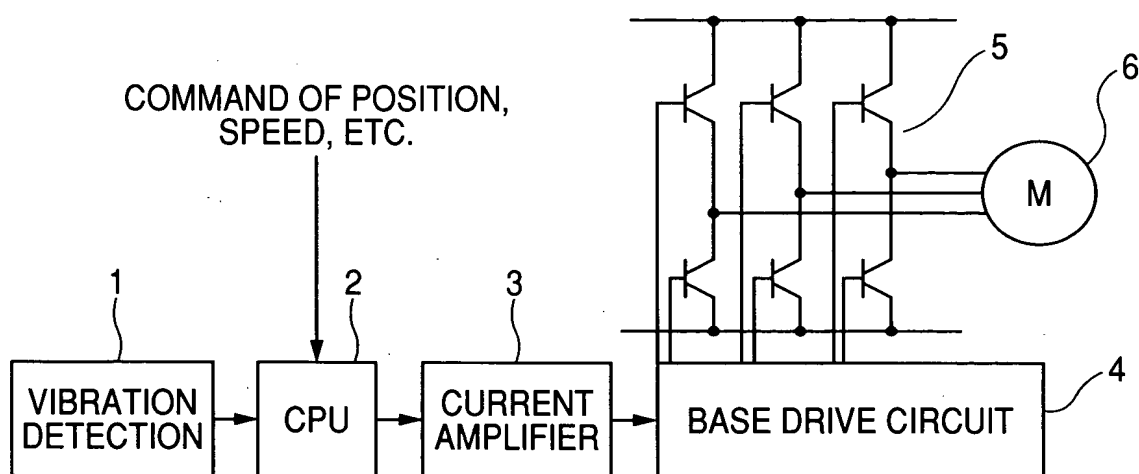 COMMAND OF POSITION,
SPEED, ETC.
5
6
M
1
2
3
4
VIBRATION
DETECTION
CPU
CURRENT
AMPLIFIER
BASE DRIVE CIRCUIT